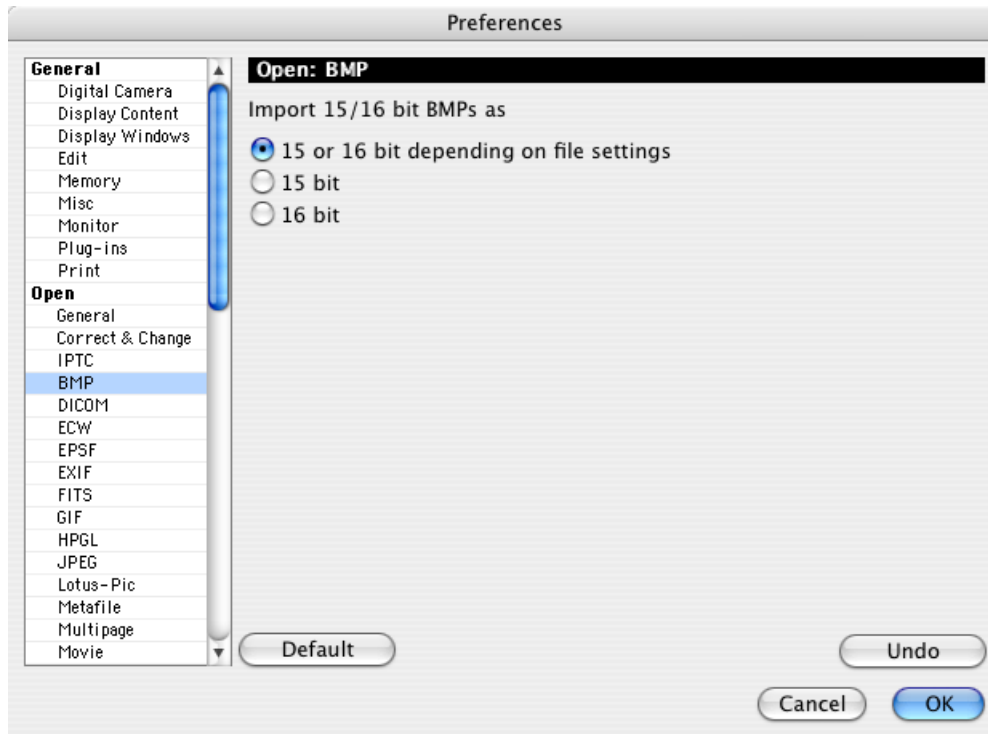 Preferences
General
Digital Camera
Display Content
Display Windows
Edit
Memory
Misc
Monitor
Plug-ins
Print
Open
General
Correct & Change
IPTC
BMP
DICOM
ECW
EPSF
EXIF
FITS
GIF
HPGL
JPEG
Lotus-Pic
Metafile
Multipage
Movie
Open: BMP
Import 15/16 bit BMPs as
15 or 16 bit depending on file settings
15 bit
16 bit
Default
Undo
Cancel
OK